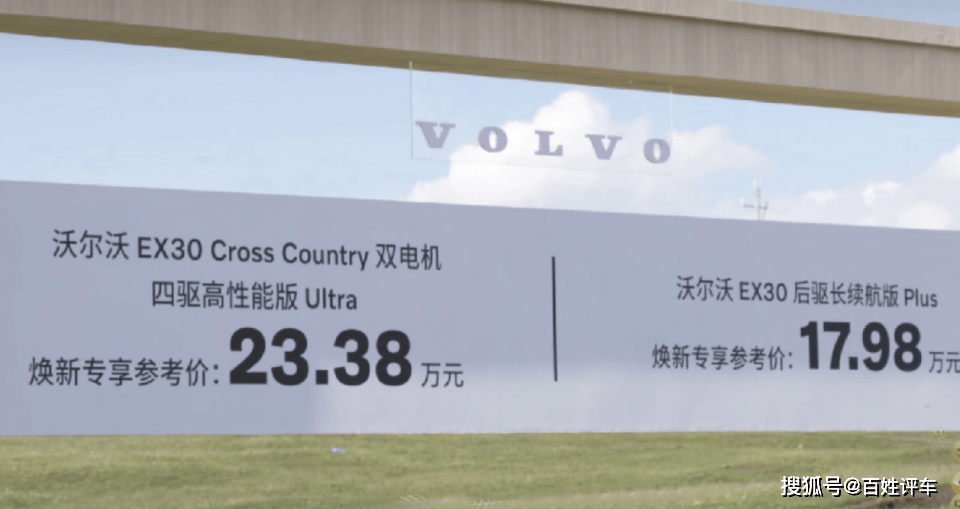 VOLVO
沃尔沃 EX30 Cross Country 双电机
四驱高性能版 Ultra
焕新专享参考价：23.38 万元
沃尔沃 EX30 后驱长续航版 Plus
焕新专享参考价：17.98 万元
搜狐号@百姓评车